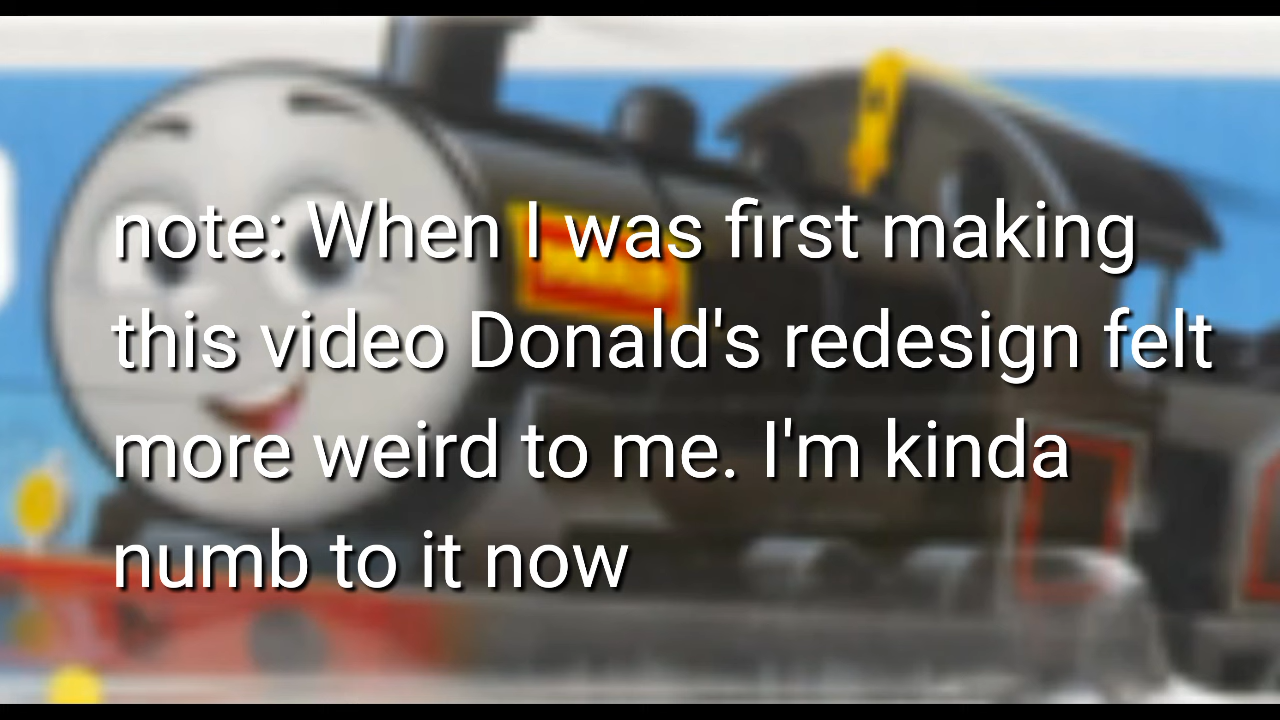 note: When I was first making
this video Donald's redesign felt
more weird to me. I'm kinda
numb to it now